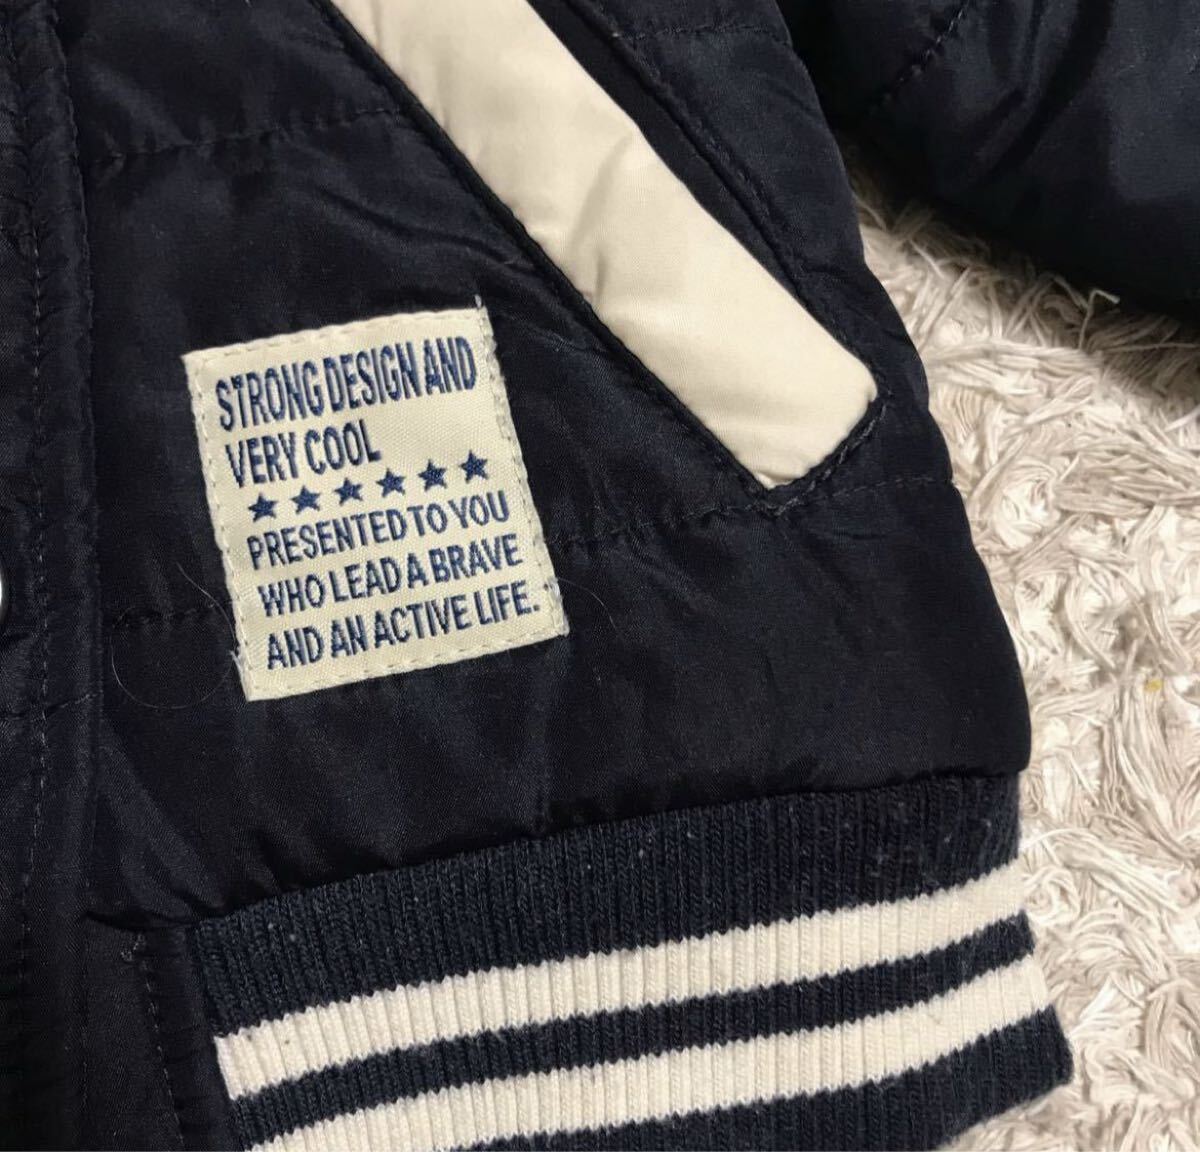 STRONG DESIGN AND
VERY COOL
★★★★★★
PRESENTED TO YOU
WHO LEAD A BRAVE
AND AN ACTIVE LIFE.